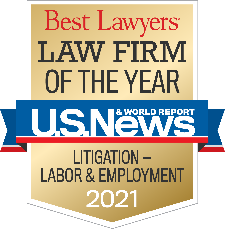 Best Lawyers®
LAW FIRM
OF THE YEAR
& WORLD REPORT
U.S.News
LITIGATION –
LABOR & EMPLOYMENT
2021